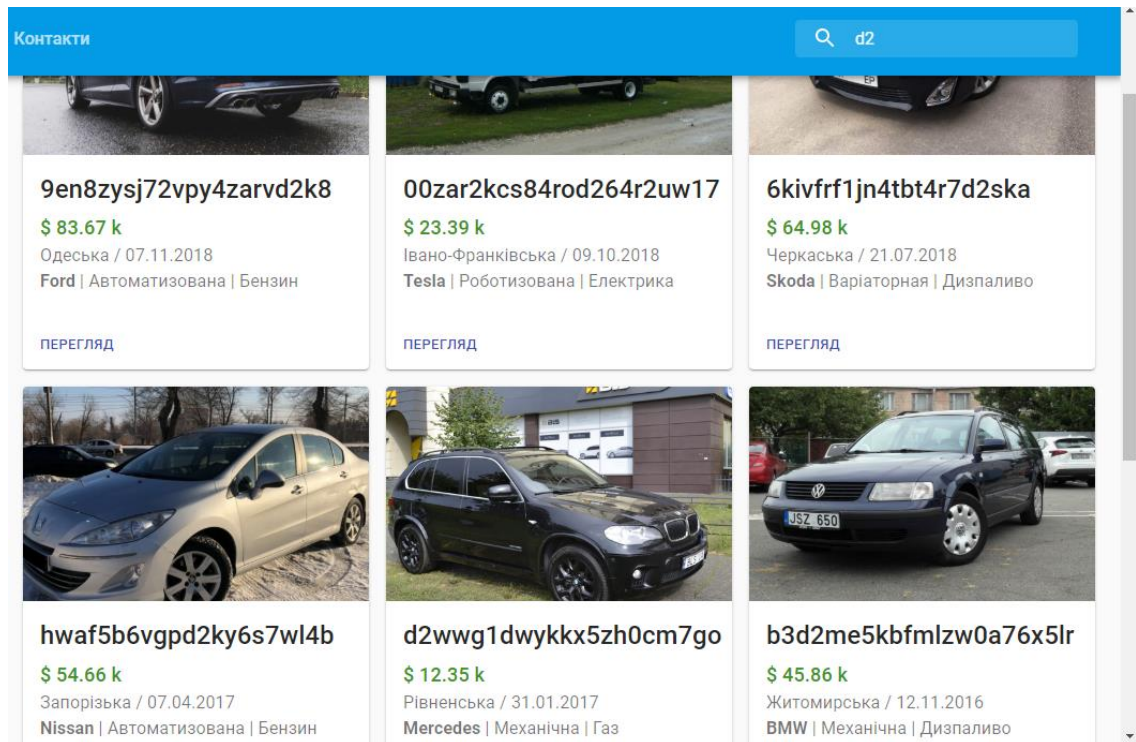 Контакти
d2
EP
9en8zysj72vpy4zarvd2k8
$ 83.67 k
Одеська / 07.11.2018
Ford | Автоматизована | Бензин
ПЕРЕГЛЯД
00zar2kcs84rod264r2uw17
$ 23.39 k
Івано-Франківська / 09.10.2018
Tesla | Роботизована | Електрика
ПЕРЕГЛЯД
6kivfrf1jn4tbt4r7d2ska
$ 64.98 k
Черкаська / 21.07.2018
Skoda | Варіаторная | Дизпаливо
ПЕРЕГЛЯД
JSZ 650
hwaf5b6vgpd2ky6s7wl4b
$ 54.66 k
Запорізька / 07.04.2017
Nissan | Автоматизована | Бензин
d2wwg1dwykkx5zh0cm7go
$ 12.35 k
Рівненська / 31.01.2017
Mercedes | Механічна | Газ
b3d2me5kbfmlzw0a76x5lr
$ 45.86 k
Житомирська / 12.11.2016
BMW | Механічна | Дизпаливо